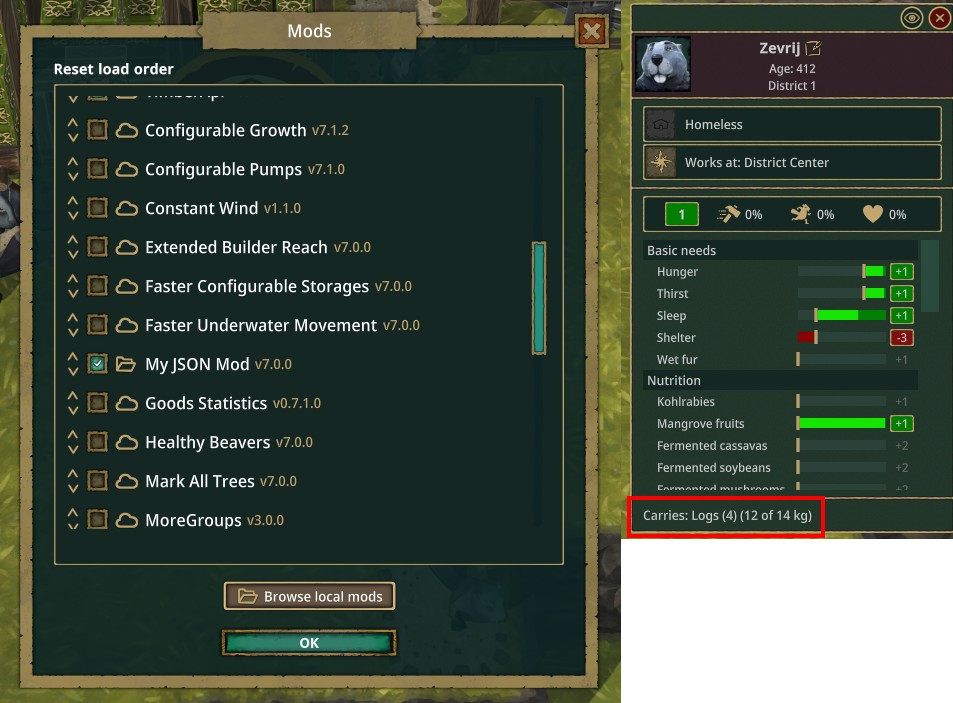 Mods
Reset load order
Configurable Growth v7.1.2
Configurable Pumps v7.1.0
Constant Wind v1.1.0
Extended Builder Reach v7.0.0
Faster Configurable Storages v7.0.0
Faster Underwater Movement v7.0.0
My JSON Mod v7.0.0
Goods Statistics v0.7.1.0
Healthy Beavers v7.0.0
Mark All Trees v7.0.0
MoreGroups v3.0.0
Browse local mods
OK
Zevrij
Age: 412
District 1
Homeless
Works at: District Center
1 0% 0% 0%
Basic needs
Hunger +1
Thirst +1
Sleep +1
Shelter -3
Wet fur +1
Nutrition
Kohlrabies +1
Mangrove fruits +1
Fermented cassavas +2
Fermented soybeans +2
Fermented mushrooms +2
Carries: Logs (4) (12 of 14 kg)